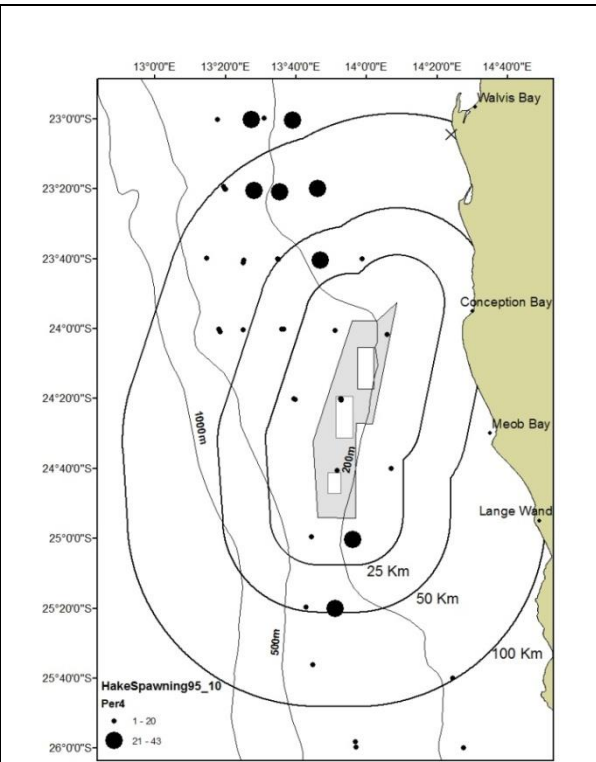 13°0'0"E 13°20'0"E 13°40'0"E 14°0'0"E 14°20'0"E 14°40'0"E
Walvis Bay
23°0'0"S
23°20'0"S
23°40'0"S
Conception Bay
24°0'0"S
24°20'0"S
1000m
Meob Bay
200m
24°40'0"S
Lange Wand
25°0'0"S
25 Km
50 Km
25°20'0"S
500m
100 Km
25°40'0"S
HakeSpawning95_10
Per4
1 - 20
21 - 43
26°0'0"S